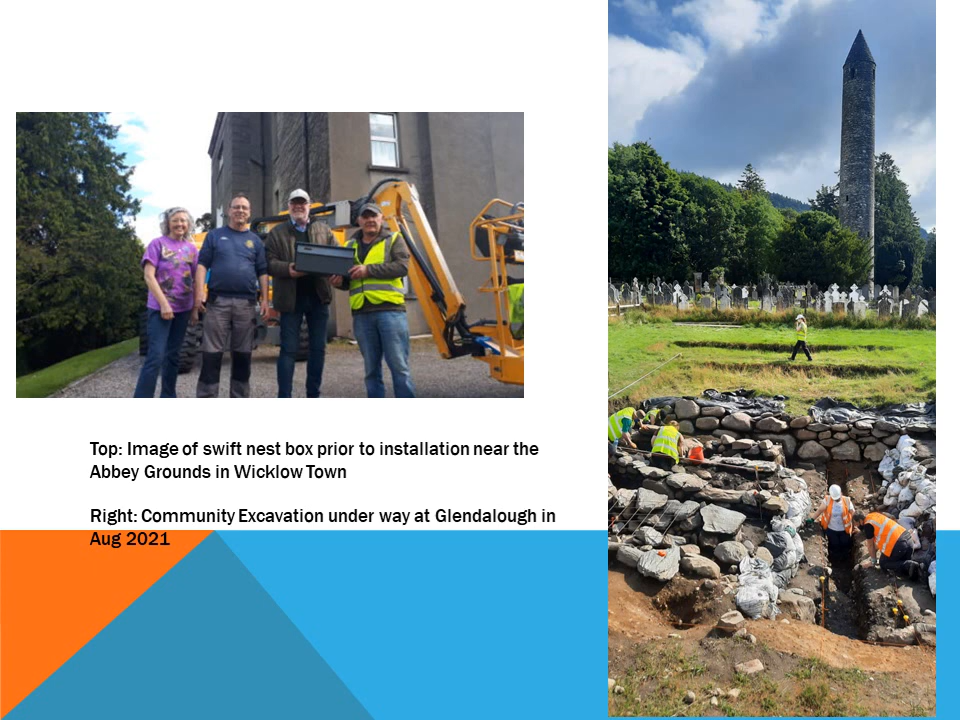 Top: Image of swift nest box prior to installation near the
Abbey Grounds in Wicklow Town
Right: Community Excavation under way at Glendalough in
Aug 2021